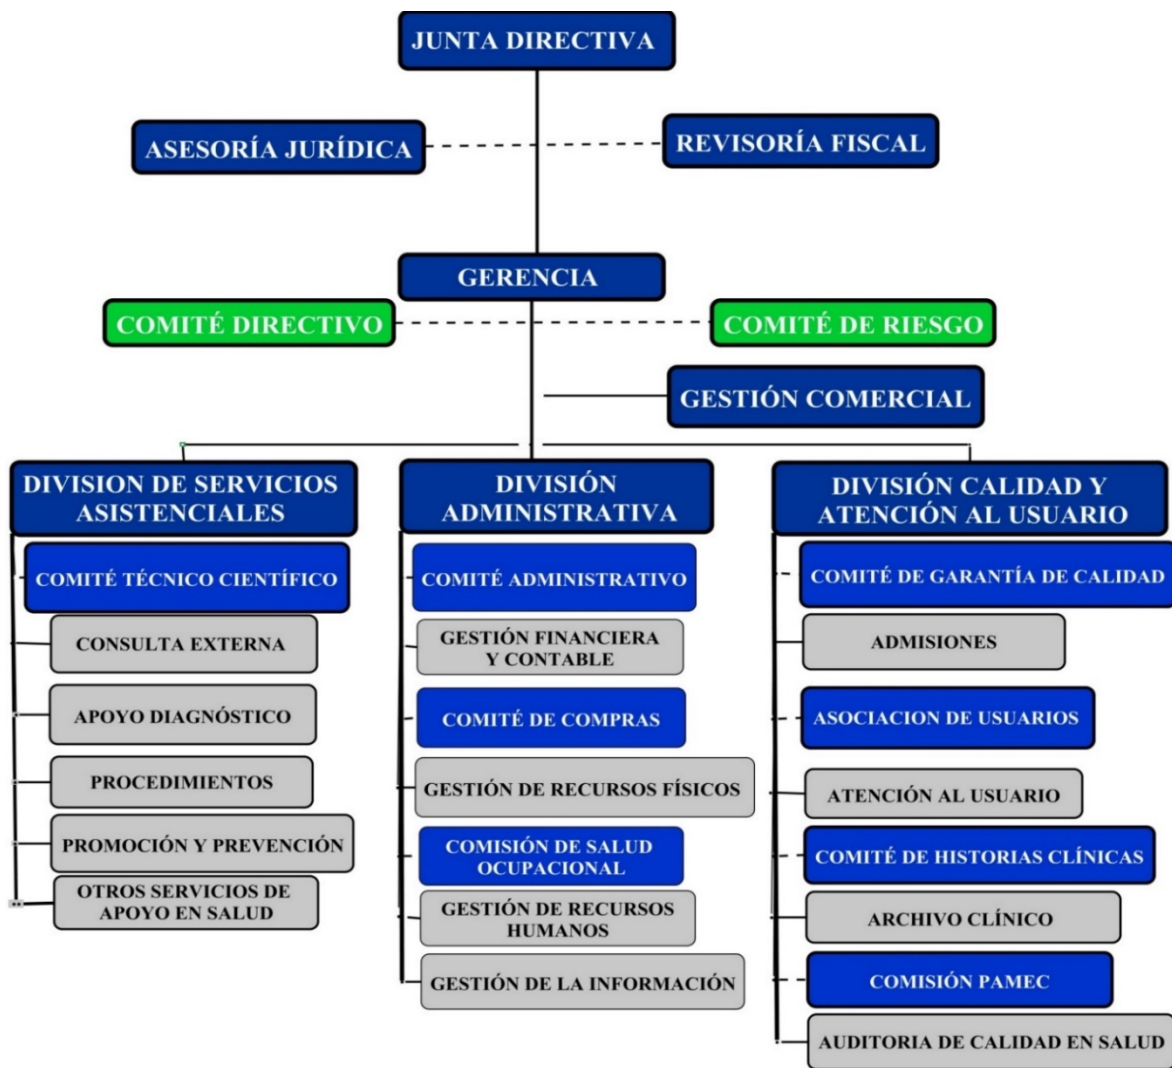 JUNTA DIRECTIVA
ASESORÍA JURÍDICA
REVISORÍA FISCAL
GERENCIA
COMITÉ DIRECTIVO
COMITÉ DE RIESGO
GESTIÓN COMERCIAL
DIVISION DE SERVICIOS
ASISTENCIALES
COMITÉ TÉCNICO CIENTÍFICO
CONSULTA EXTERNA
APOYO DIAGNÓSTICO
PROCEDIMIENTOS
PROMOCIÓN Y PREVENCIÓN
OTROS SERVICIOS DE
APOYO EN SALUD
DIVISIÓN
ADMINISTRATIVA
COMITÉ ADMINISTRATIVO
GESTIÓN FINANCIERA
Y CONTABLE
COMITÉ DE COMPRAS
GESTIÓN DE RECURSOS FÍSICOS
COMISIÓN DE SALUD
OCUPACIONAL
GESTIÓN DE RECURSOS
HUMANOS
GESTIÓN DE LA INFORMACIÓN
DIVISIÓN CALIDAD Y
ATENCIÓN AL USUARIO
COMITÉ DE GARANTÍA DE CALIDAD
ADMISIONES
ASOCIACION DE USUARIOS
ATENCIÓN AL USUARIO
COMITÉ DE HISTORIAS CLÍNICAS
ARCHIVO CLÍNICO
COMISIÓN PAMEC
AUDITORIA DE CALIDAD EN SALUD